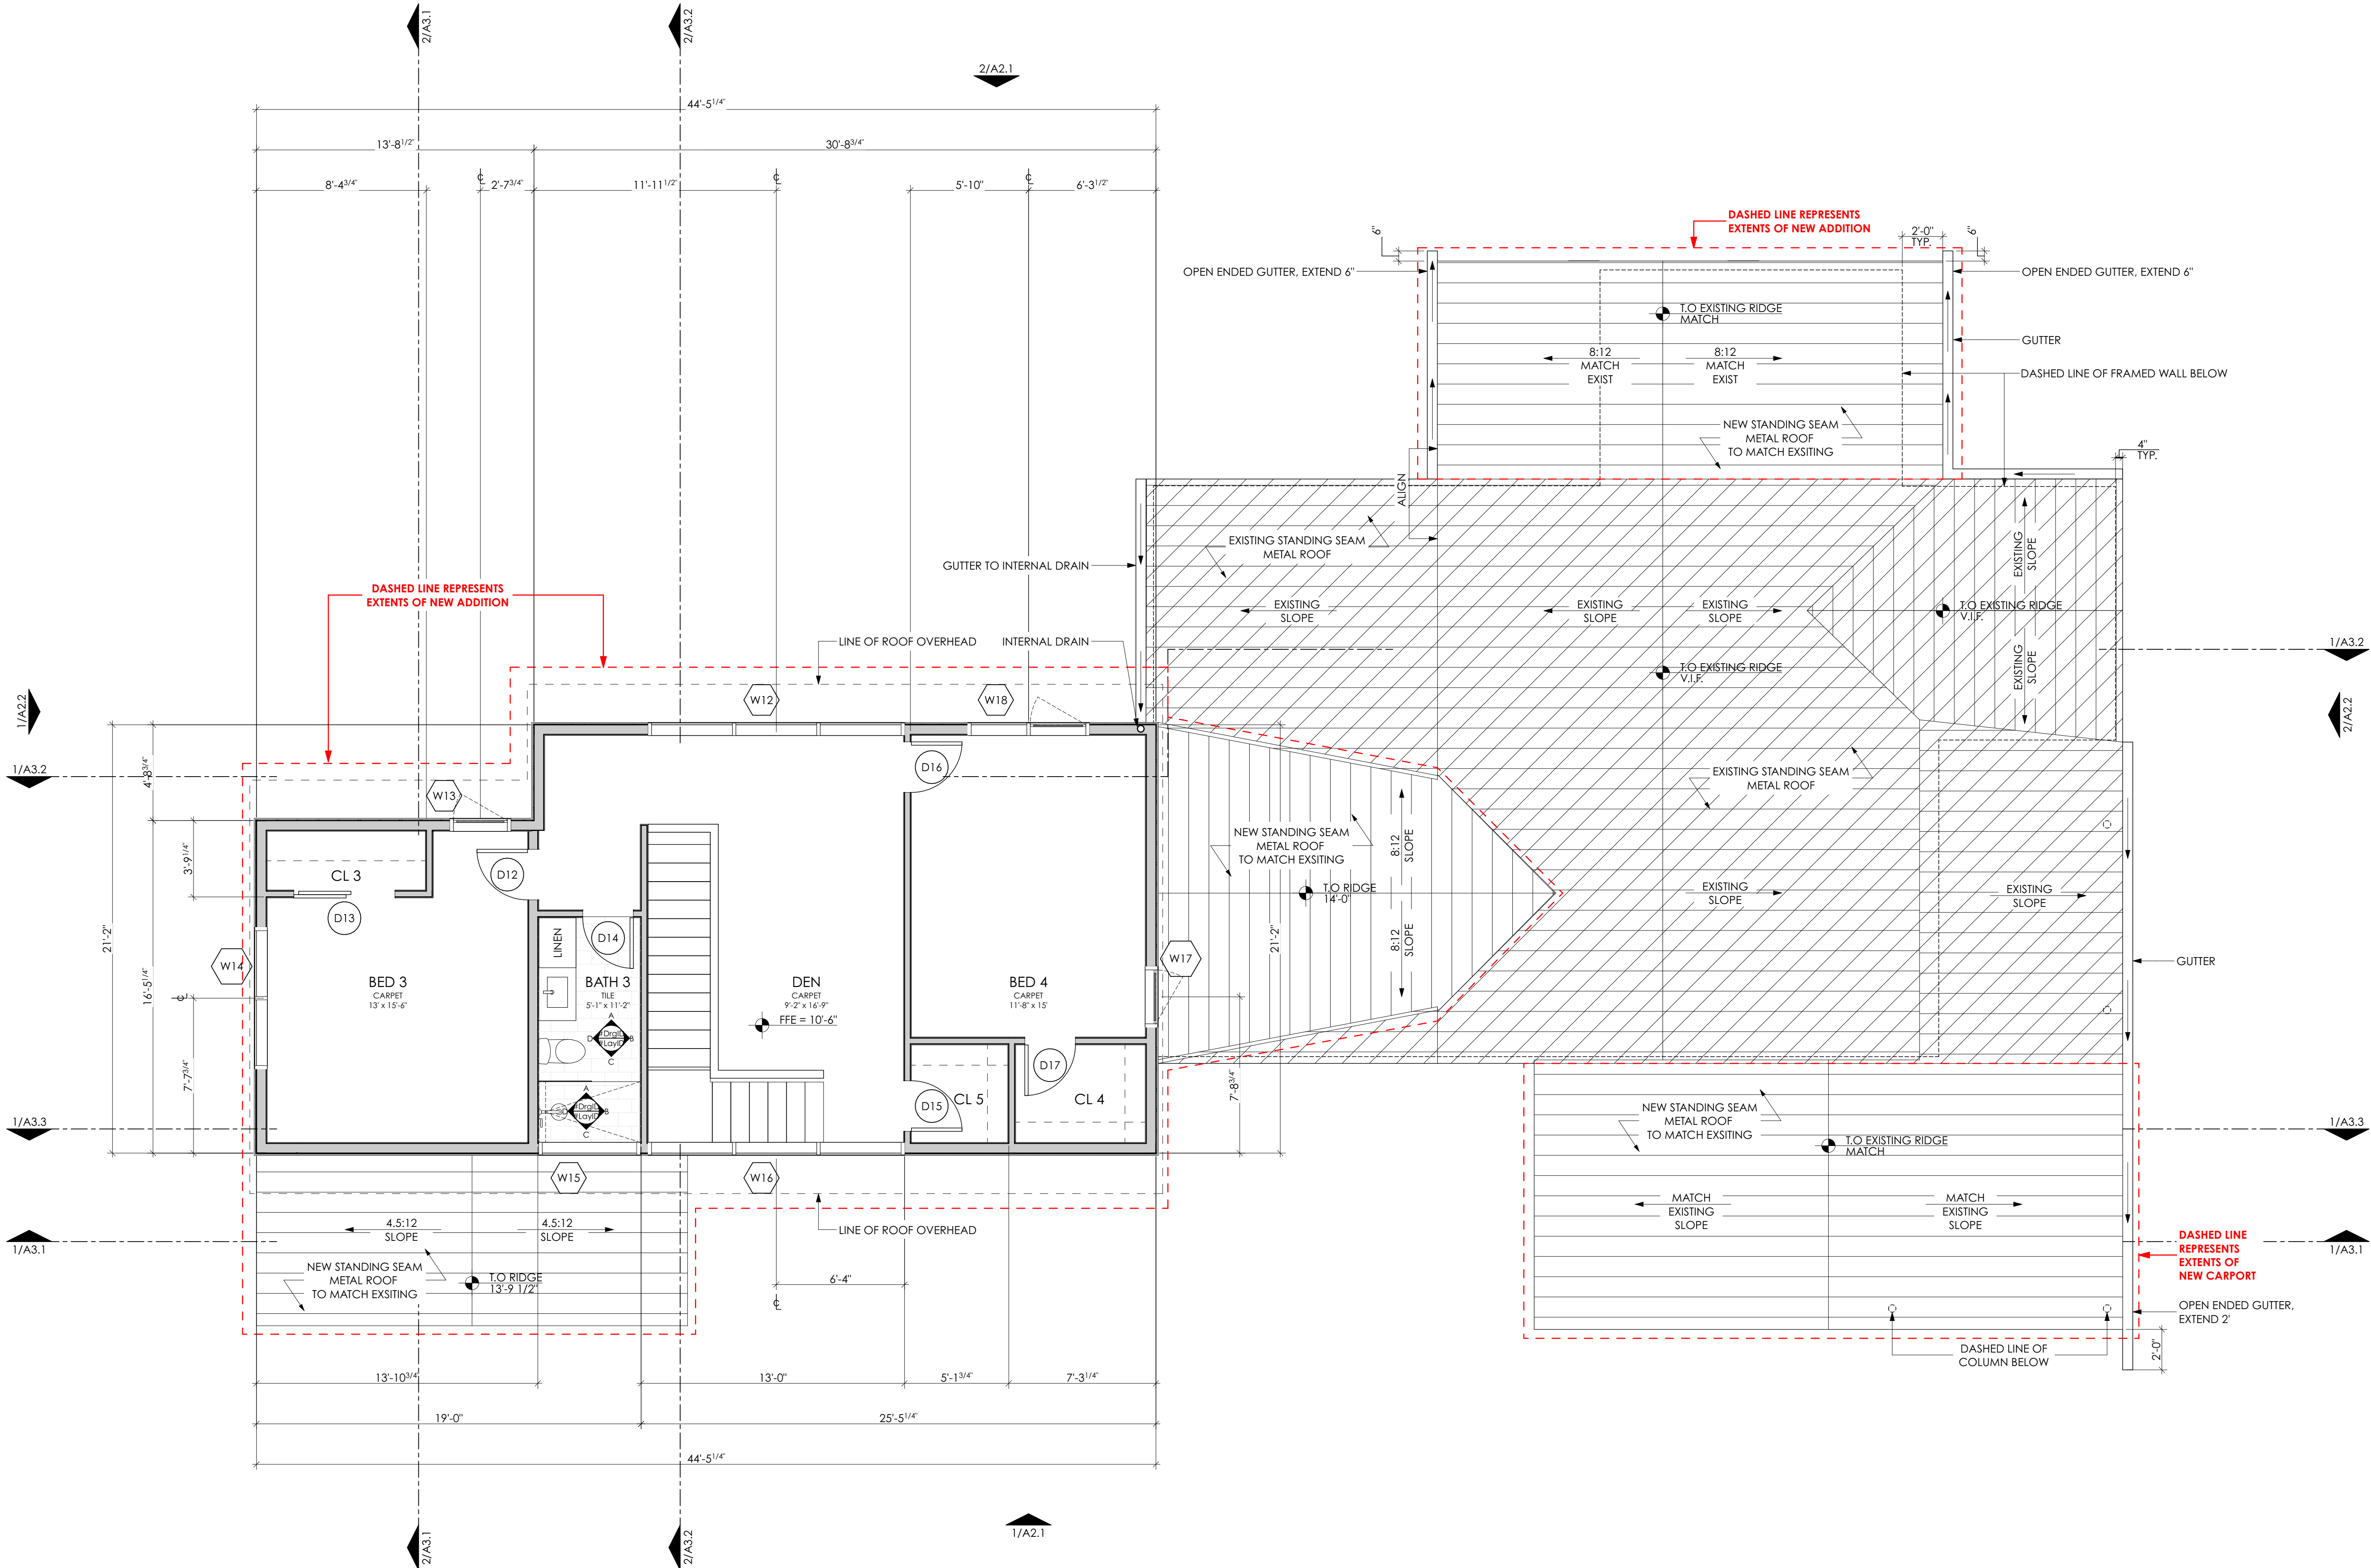 2/A3.1
2/A3.2
2/A2.1
44'-5 1/4"
13'-8 1/2"
30'-8 3/4"
8'-4 3/4"
℄
2'-7 3/4"
11'-11 1/2"
℄
5'-10"
℄
6'-3 1/2"
DASHED LINE REPRESENTS
EXTENTS OF NEW ADDITION
6"
2'-0"
TYP.
6"
OPEN ENDED GUTTER, EXTEND 6"
OPEN ENDED GUTTER, EXTEND 6"
T.O EXISTING RIDGE
MATCH
GUTTER
8:12
MATCH
EXIST
8:12
MATCH
EXIST
DASHED LINE OF FRAMED WALL BELOW
NEW STANDING SEAM
METAL ROOF
TO MATCH EXSITING
4"
TYP.
ALIGN
EXISTING STANDING SEAM
METAL ROOF
EXISTING
SLOPE
GUTTER TO INTERNAL DRAIN
DASHED LINE REPRESENTS
EXTENTS OF NEW ADDITION
EXISTING
SLOPE
EXISTING
SLOPE
EXISTING
SLOPE
T.O EXISTING RIDGE
V.I.F.
LINE OF ROOF OVERHEAD
INTERNAL DRAIN
1/A3.2
T.O EXISTING RIDGE
V.I.F.
EXISTING
SLOPE
1/A2.2
W12
W18
2/A2.2
1/A3.2
4'-8 3/4"
W13
D16
EXISTING STANDING SEAM
METAL ROOF
21'-2"
3'-9 1/4"
CL 3
D12
D13
NEW STANDING SEAM
METAL ROOF
TO MATCH EXSITING
8:12
SLOPE
T.O RIDGE
14'-0"
EXISTING
SLOPE
EXISTING
SLOPE
LINEN
D14
21'-2"
8:12
SLOPE
W14
W17
GUTTER
16'-5 1/4"
℄
BED 3
CARPET
13' x 15'-6"
BATH 3
TILE
5'-1" x 11'-2"
DEN
CARPET
9'-2" x 16'-9"
FFE = 10'-6"
BED 4
CARPET
11'-8" x 15'
A
D
#DrgID
#LayID
B
C
7'-7 3/4"
D17
7'-8 3/4"
A
D
#DrgID
#LayID
B
C
D15
CL 5
CL 4
1/A3.3
NEW STANDING SEAM
METAL ROOF
TO MATCH EXSITING
1/A3.3
T.O EXISTING RIDGE
MATCH
W15
W16
MATCH
EXISTING
SLOPE
MATCH
EXISTING
SLOPE
4.5:12
SLOPE
4.5:12
SLOPE
LINE OF ROOF OVERHEAD
1/A3.1
DASHED LINE
REPRESENTS
EXTENTS OF
NEW CARPORT
1/A3.1
NEW STANDING SEAM
METAL ROOF
TO MATCH EXSITING
T.O RIDGE
13'-9 1/2"
6'-4"
℄
OPEN ENDED GUTTER,
EXTEND 2'
DASHED LINE OF
COLUMN BELOW
2'-0"
13'-10 3/4"
13'-0"
5'-1 3/4"
7'-3 1/4"
19'-0"
25'-5 1/4"
44'-5 1/4"
2/A3.1
2/A3.2
1/A2.1